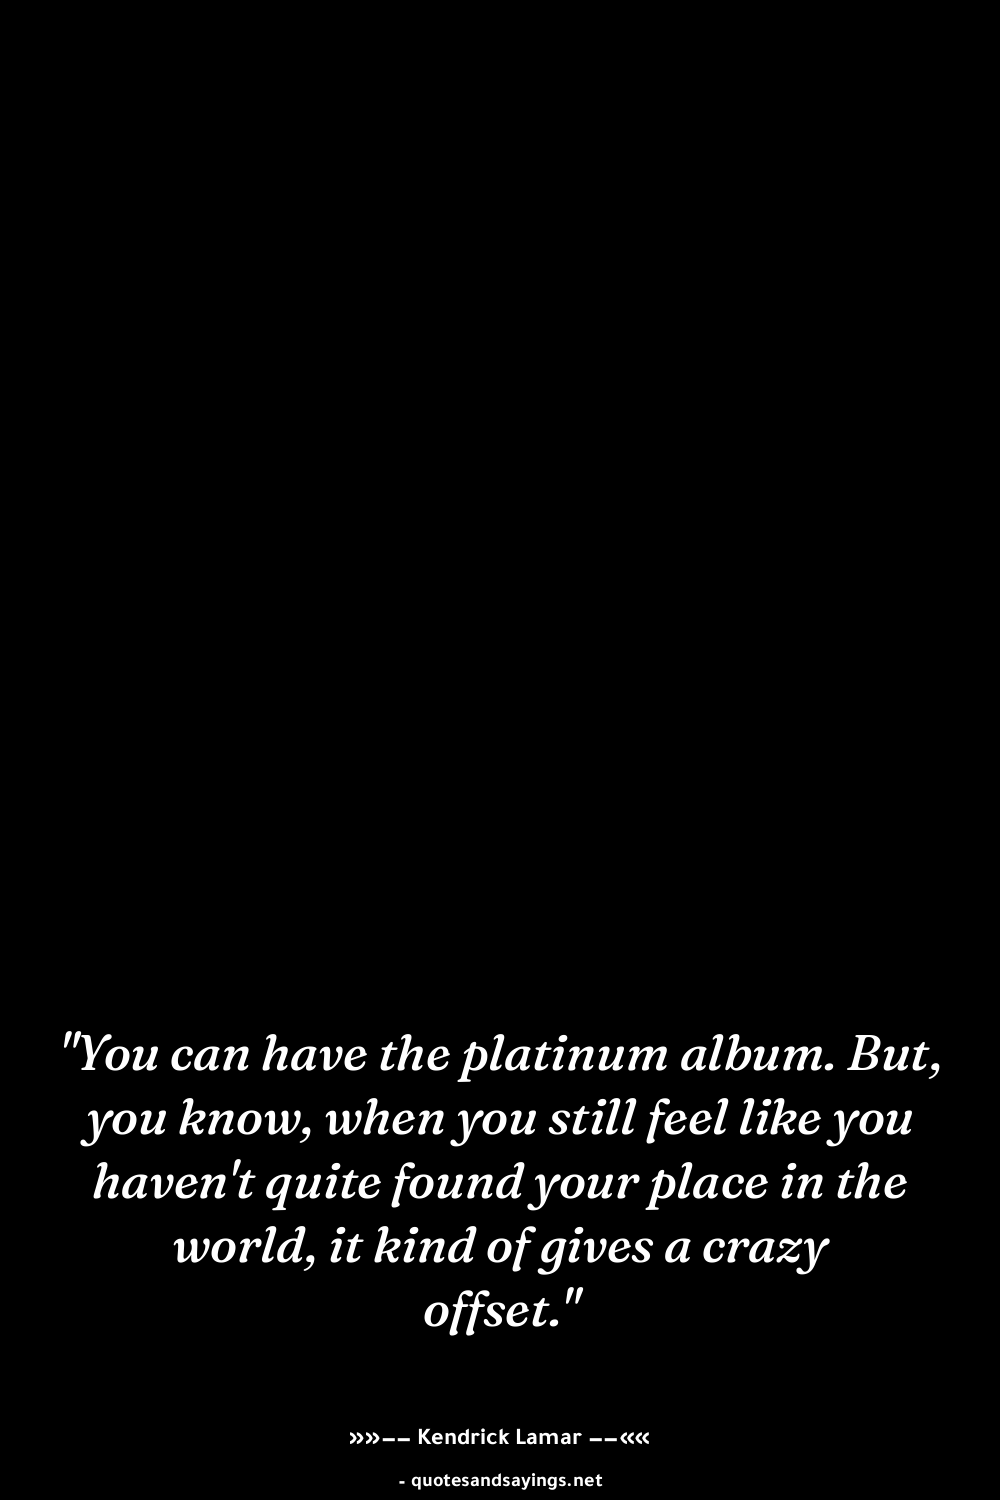 "You can have the platinum album. But,
you know, when you still feel like you
haven't quite found your place in the
world, it kind of gives a crazy
offset."
»»−− Kendrick Lamar −−««
- quotesandsayings.net